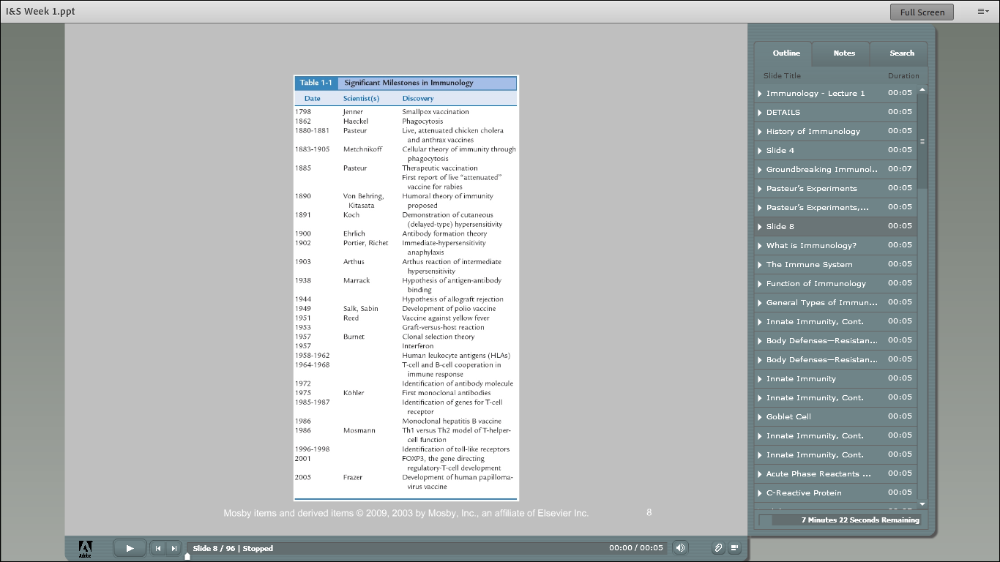 I&S Week 1.ppt
Full Screen
Table 1-1 Significant Milestones in Immunology
Date Scientist(s) Discovery
1798 Jenner Smallpox vaccination
1862 Haeckel Phagocytosis
1880-1881 Pasteur Live, attenuated chicken cholera
and anthrax vaccines
1883-1905 Metchnikoff Cellular theory of immunity through
phagocytosis
1885 Pasteur Therapeutic vaccination
First report of live “attenuated”
vaccine for rabies
1890 Von Behring, Humoral theory of immunity
Kitasata proposed
1891 Koch Demonstration of cutaneous
(delayed-type) hypersensitivity
1900 Ehrlich Antibody formation theory
1902 Portier, Richet Immediate-hypersensitivity
anaphylaxis
1903 Arthus Arthus reaction of intermediate
hypersensitivity
1938 Marrack Hypothesis of antigen-antibody
binding
1944 Hypothesis of allograft rejection
1949 Salk, Sabin Development of polio vaccine
1951 Reed Vaccine against yellow fever
1953 Graft-versus-host reaction
1957 Burnet Clonal selection theory
1957 Interferon
1958-1962 Human leukocyte antigens (HLAs)
1964-1968 T-cell and B-cell cooperation in
immune response
1972 Identification of antibody molecule
1975 Köhler First monoclonal antibodies
1985-1987 Identification of genes for T-cell
receptor
1986 Monoclonal hepatitis B vaccine
1986 Mosmann Th1 versus Th2 model of T-helper-
cell function
1996-1998 Identification of toll-like receptors
2001 FOXP3, the gene directing
regulatory-T-cell development
2005 Frazer Development of human papilloma-
virus vaccine
Mosby items and derived items © 2009, 2003 by Mosby, Inc., an affiliate of Elsevier Inc. 8
Outline Notes Search
Slide Title Duration
Immunology - Lecture 1 00:05
DETAILS 00:05
History of Immunology 00:05
Slide 4 00:05
Groundbreaking Immunol.. 00:07
Pasteur’s Experiments 00:05
Pasteur’s Experiments,... 00:05
Slide 8 00:05
What is Immunology? 00:05
The Immune System 00:05
Function of Immunology 00:05
General Types of Immun... 00:05
Innate Immunity, Cont. 00:05
Body Defenses—Resistan... 00:05
Body Defenses—Resistan... 00:05
Innate Immunity 00:05
Innate Immunity, Cont. 00:05
Goblet Cell 00:05
Innate Immunity, Cont. 00:05
Innate Immunity, Cont. 00:05
Acute Phase Reactants ... 00:05
C-Reactive Protein 00:05
7 Minutes 22 Seconds Remaining
Adobe
Slide 8 / 96 | Stopped 00:00 / 00:05